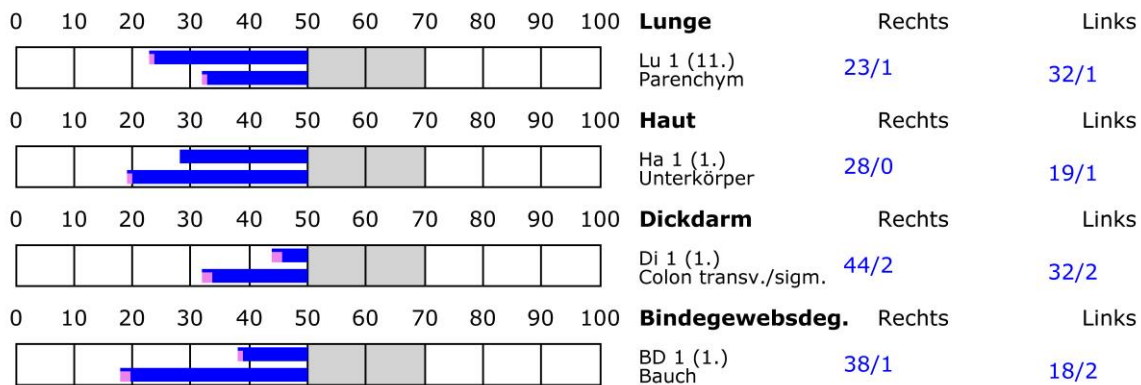 0 10 20 30 40 50 60 70 80 90 100 Lunge Rechts Links
Lu 1 (11.) 23/1 32/1
Parenchym
0 10 20 30 40 50 60 70 80 90 100 Haut Rechts Links
Ha 1 (1.) 28/0 19/1
Unterkörper
0 10 20 30 40 50 60 70 80 90 100 Dickdarm Rechts Links
Di 1 (1.) 44/2 32/2
Colon transv./sigm.
0 10 20 30 40 50 60 70 80 90 100 Bindegewebsdeg. Rechts Links
BD 1 (1.) 38/1 18/2
Bauch